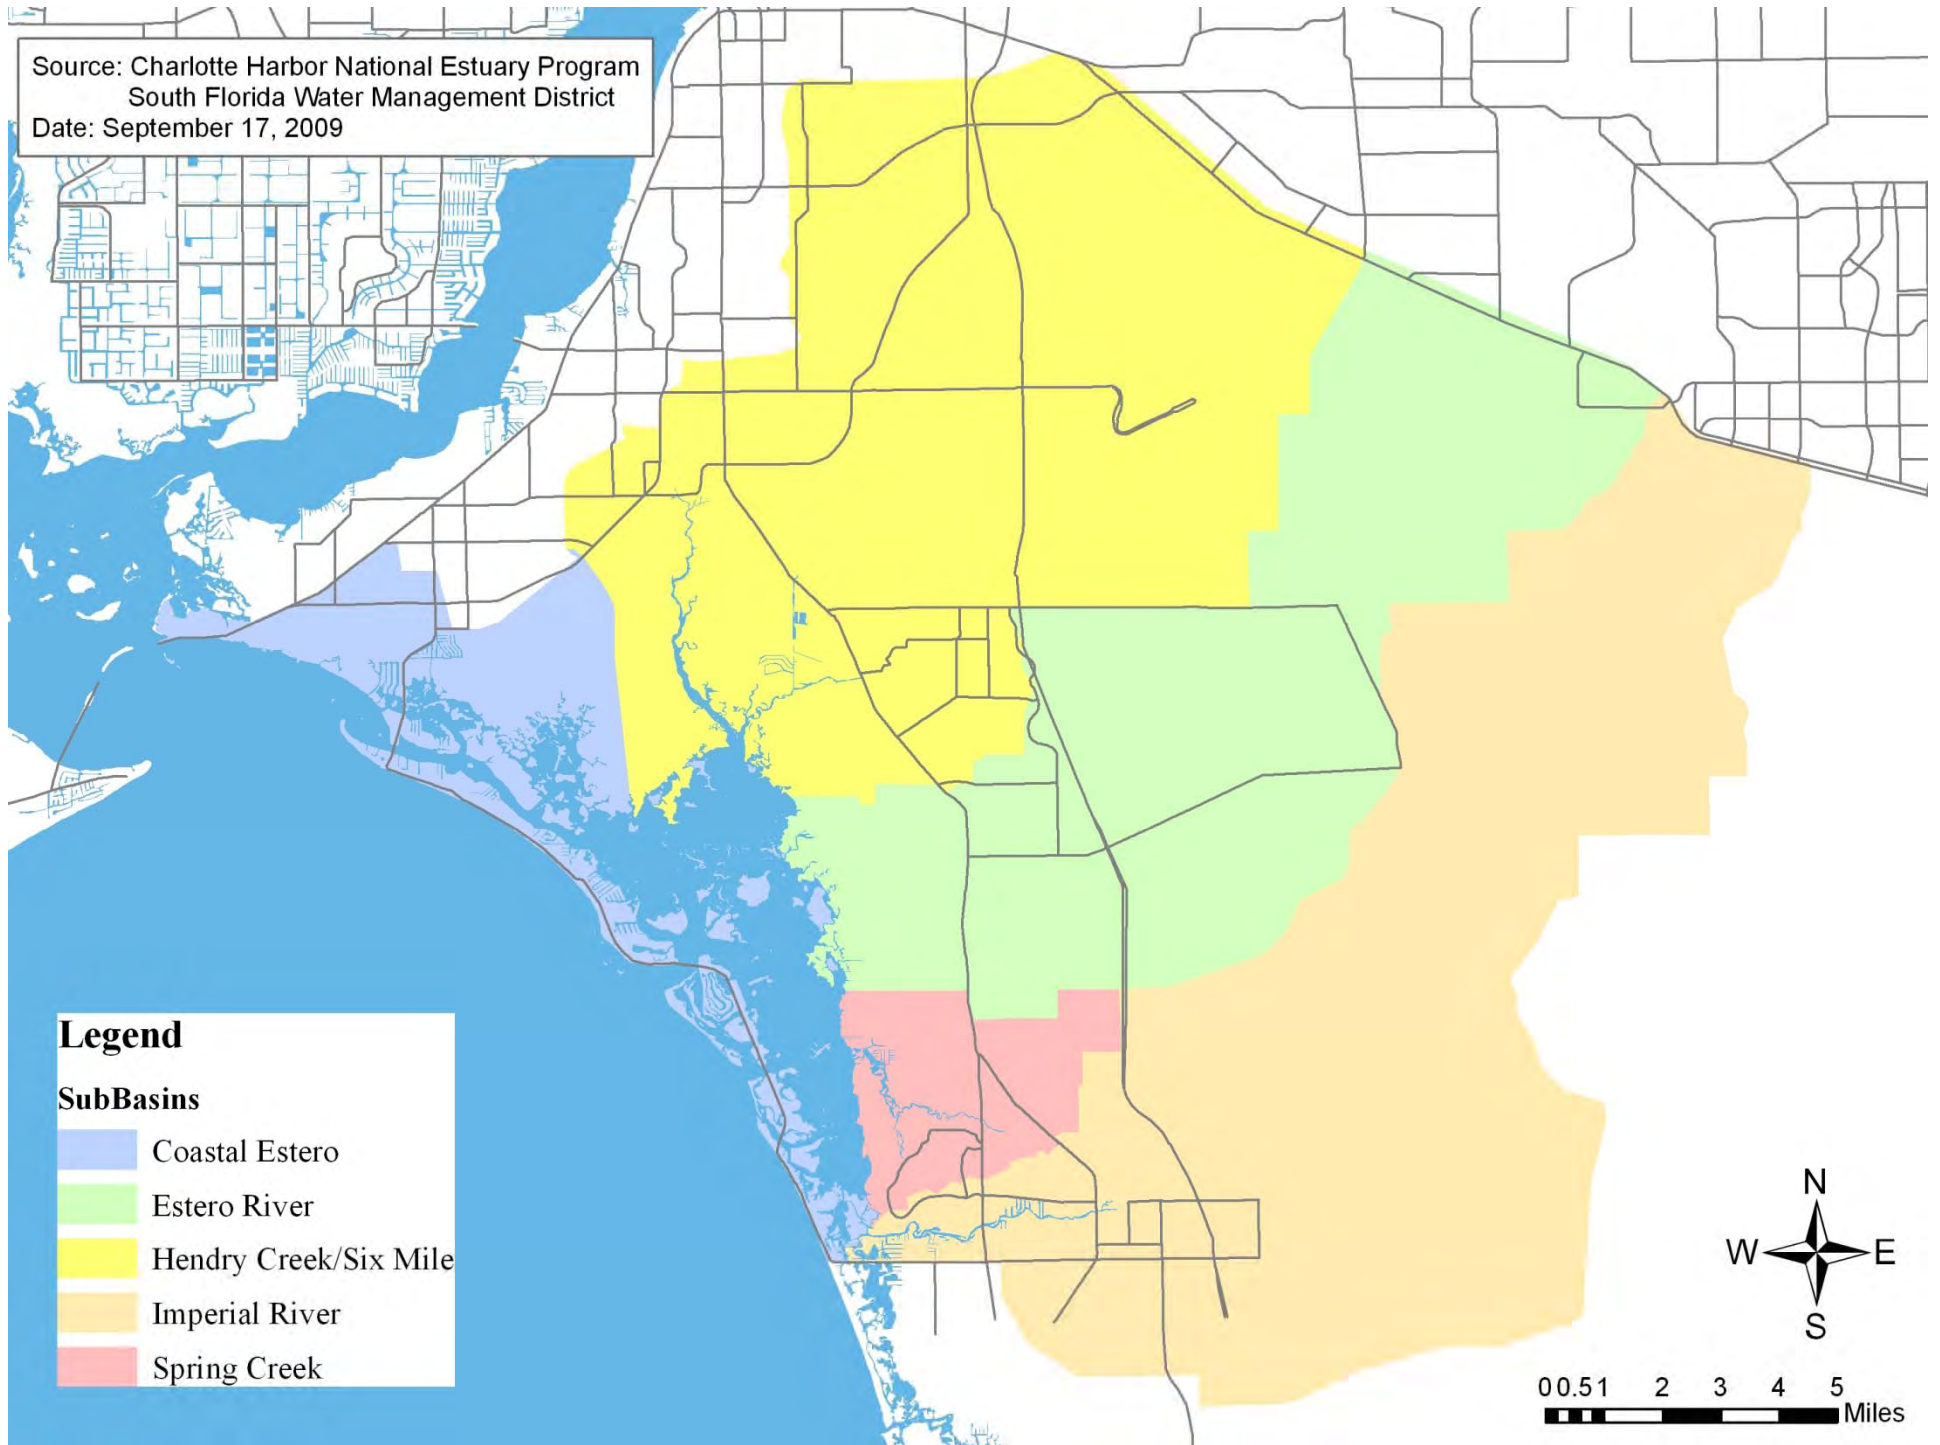 Source: Charlotte Harbor National Estuary Program
South Florida Water Management District
Date: September 17, 2009
Legend
SubBasins
Coastal Estero
Estero River
Hendry Creek/Six Mile
Imperial River
Spring Creek
N
W E
S
0 0.5 1 2 3 4 5
Miles